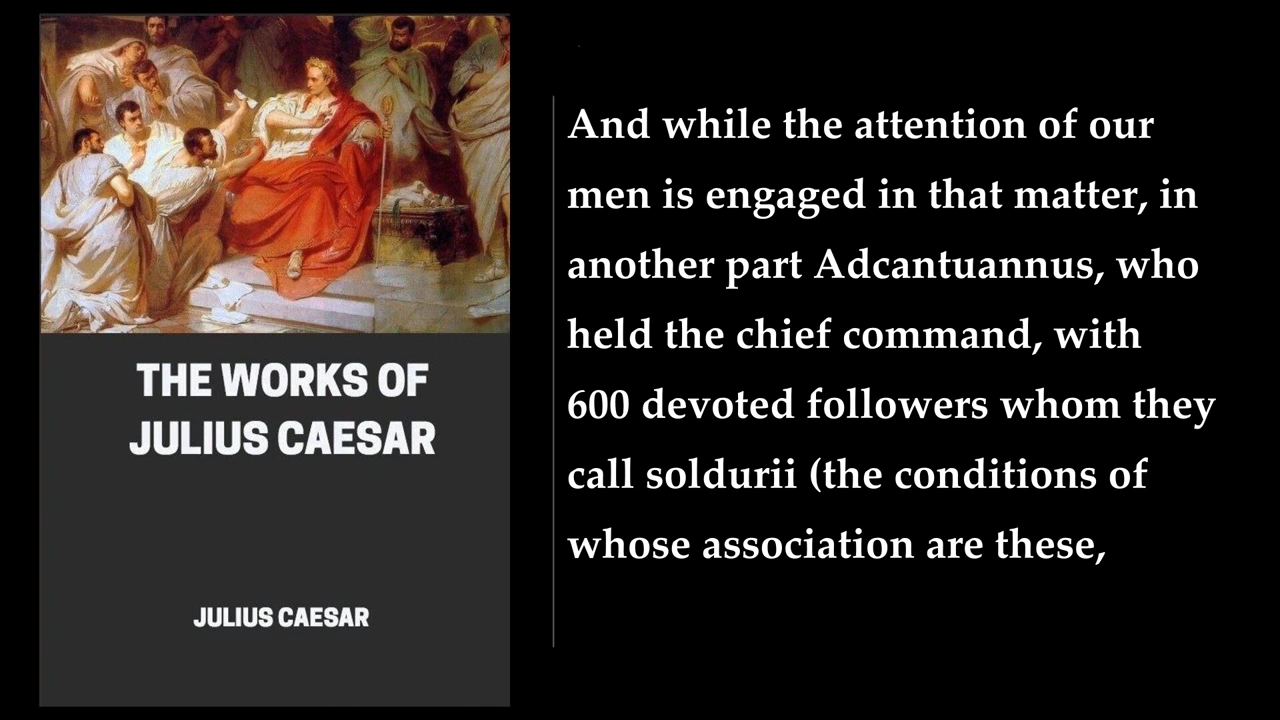 THE WORKS OF
JULIUS CAESAR
JULIUS CAESAR
And while the attention of our
men is engaged in that matter, in
another part Adcantuannus, who
held the chief command, with
600 devoted followers whom they
call soldurii (the conditions of
whose association are these,